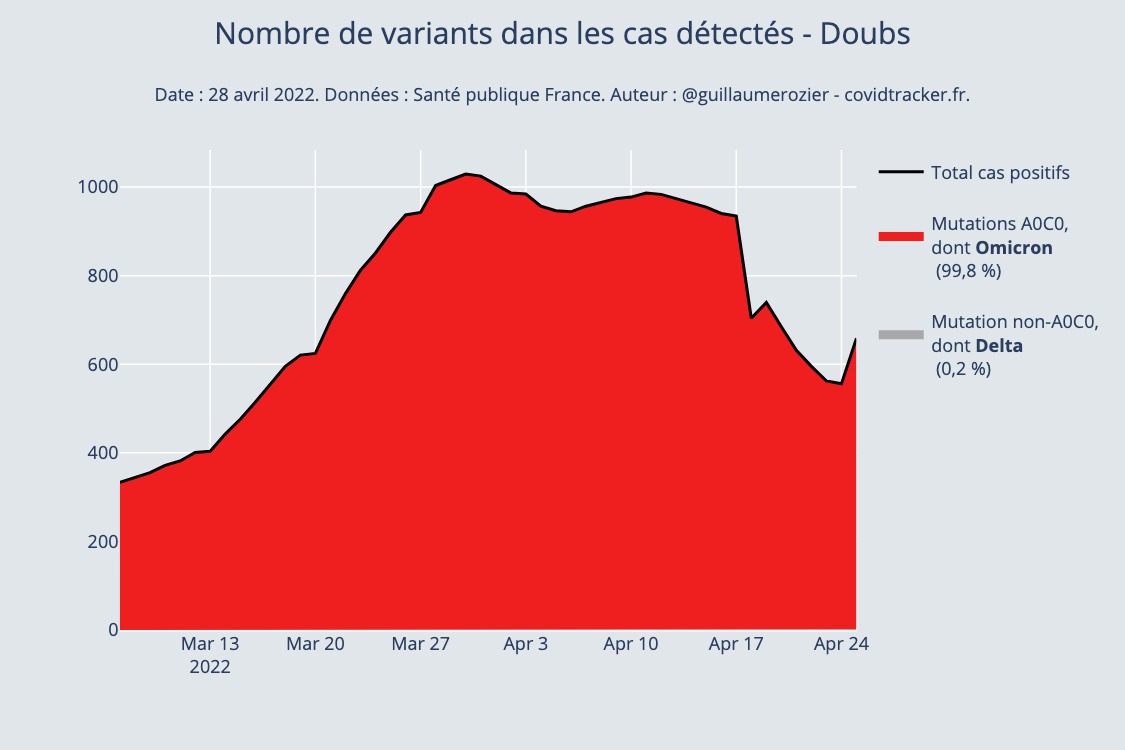 Nombre de variants dans les cas détectés - Doubs
Date : 28 avril 2022. Données : Santé publique France. Auteur : @guillaumerozier - covidtracker.fr.
1000
800
600
400
200
0
Mar 13
2022
Mar 20
Mar 27
Apr 3
Apr 10
Apr 17
Apr 24
Total cas positifs
Mutations A0C0,
dont Omicron
(99,8 %)
Mutation non-A0C0,
dont Delta
(0,2 %)